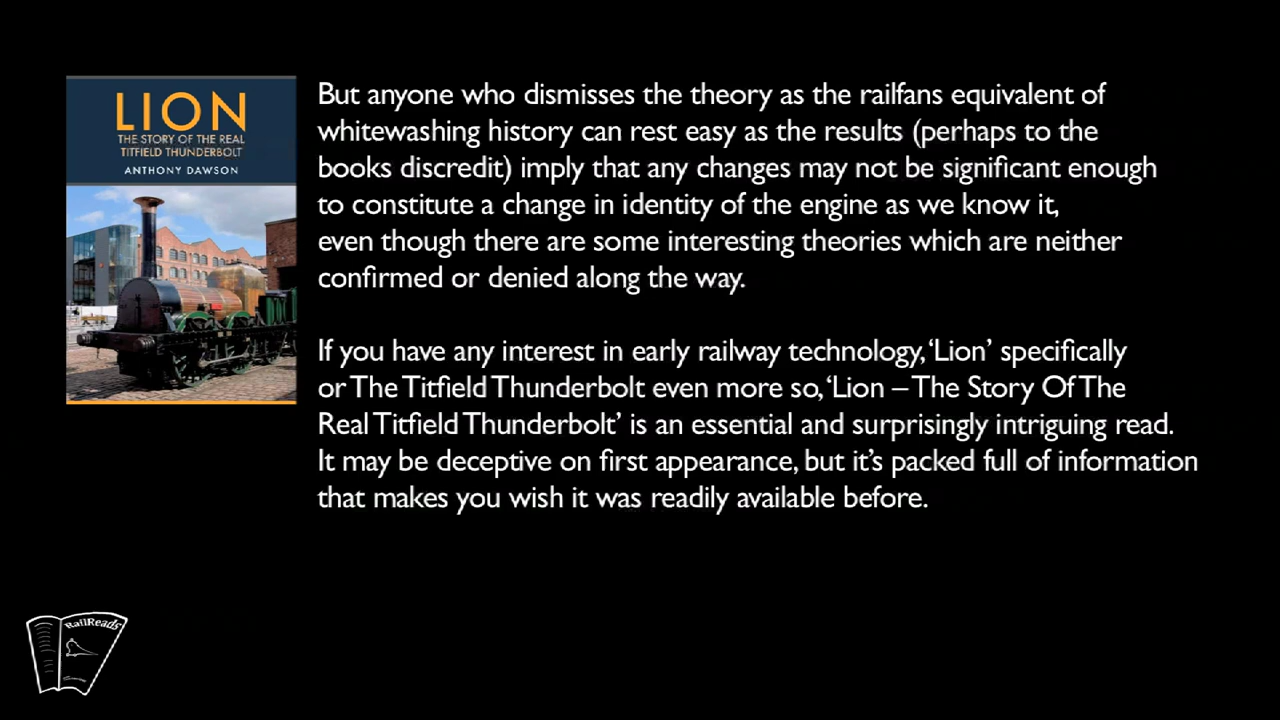 LION
THE STORY OF THE REAL
TITFIELD THUNDERBOLT
ANTHONY DAWSON
But anyone who dismisses the theory as the railfans equivalent of
whitewashing history can rest easy as the results (perhaps to the
books discredit) imply that any changes may not be significant enough
to constitute a change in identity of the engine as we know it,
even though there are some interesting theories which are neither
confirmed or denied along the way.
If you have any interest in early railway technology, ‘Lion’ specifically
or The Titfield Thunderbolt even more so, ‘Lion – The Story Of The
Real Titfield Thunderbolt’ is an essential and surprisingly intriguing read.
It may be deceptive on first appearance, but it’s packed full of information
that makes you wish it was readily available before.
RailReads